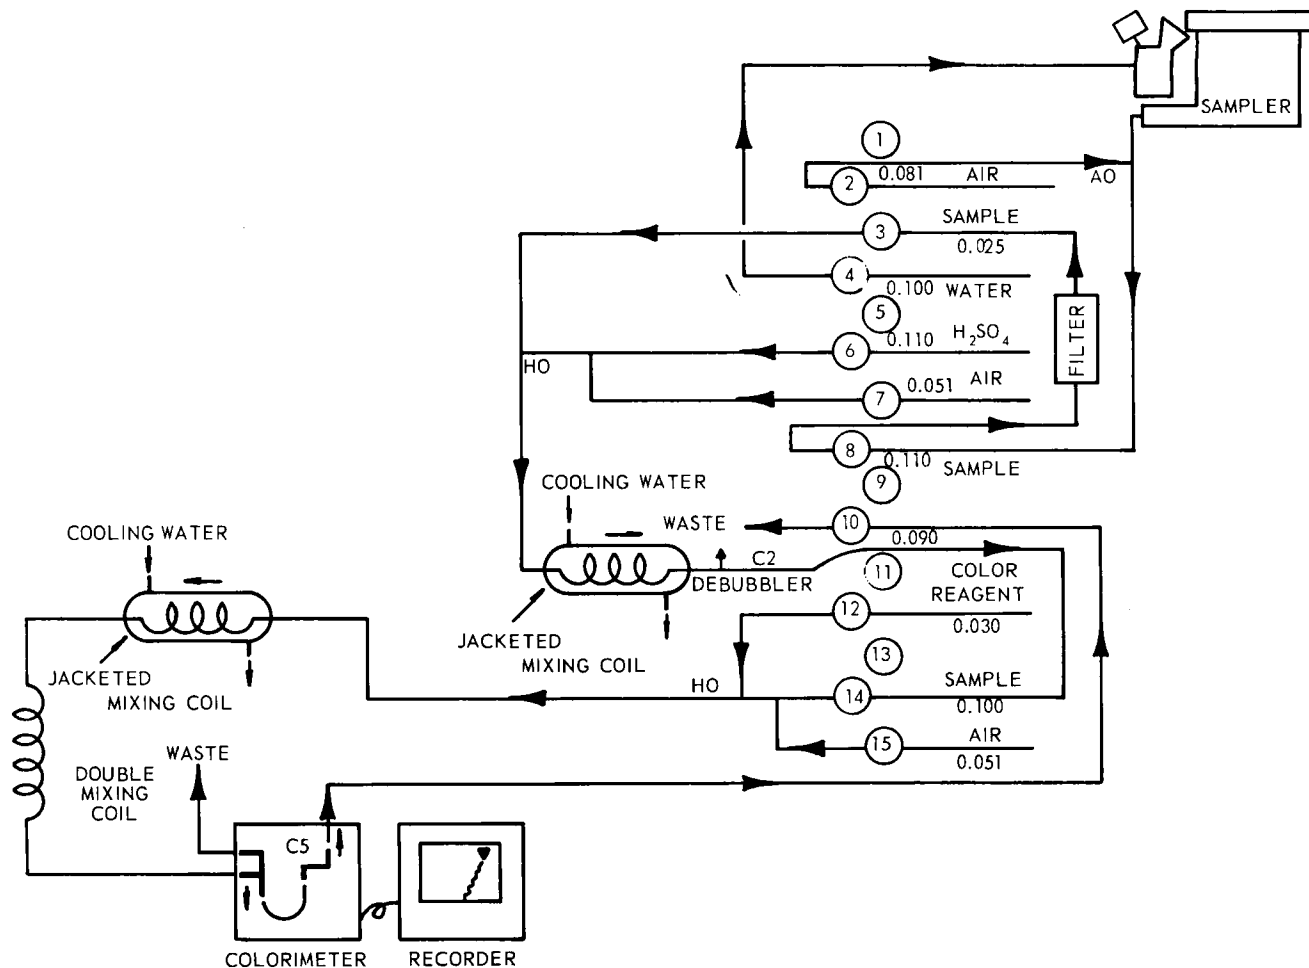 SAMPLER
1
0.081 AIR
2
AO
SAMPLE
3
0.025
4
0.100 WATER
5
0.110 H₂SO₄
6
HO
FILTER
0.051 AIR
7
8
0.110 SAMPLE
9
COOLING WATER
WASTE
10
0.090
COOLING WATER
C2
DEBUBBLER
11
COLOR
REAGENT
12
0.030
JACKETED
MIXING COIL
13
JACKETED
MIXING COIL
HO
14
SAMPLE
0.100
15
AIR
0.051
WASTE
DOUBLE
MIXING
COIL
C5
COLORIMETER
RECORDER